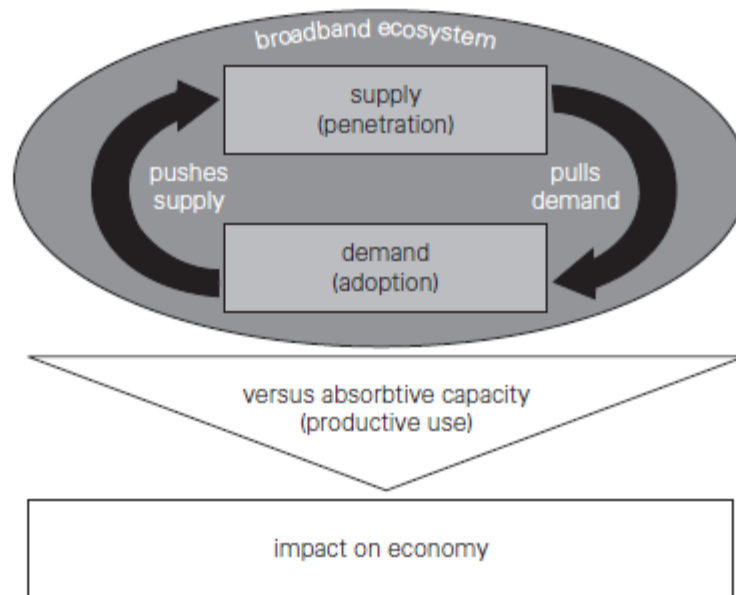 broadband ecosystem
supply
(penetration)
pushes
supply
pulls
demand
demand
(adoption)
versus absorbtive capacity
(productive use)
impact on economy